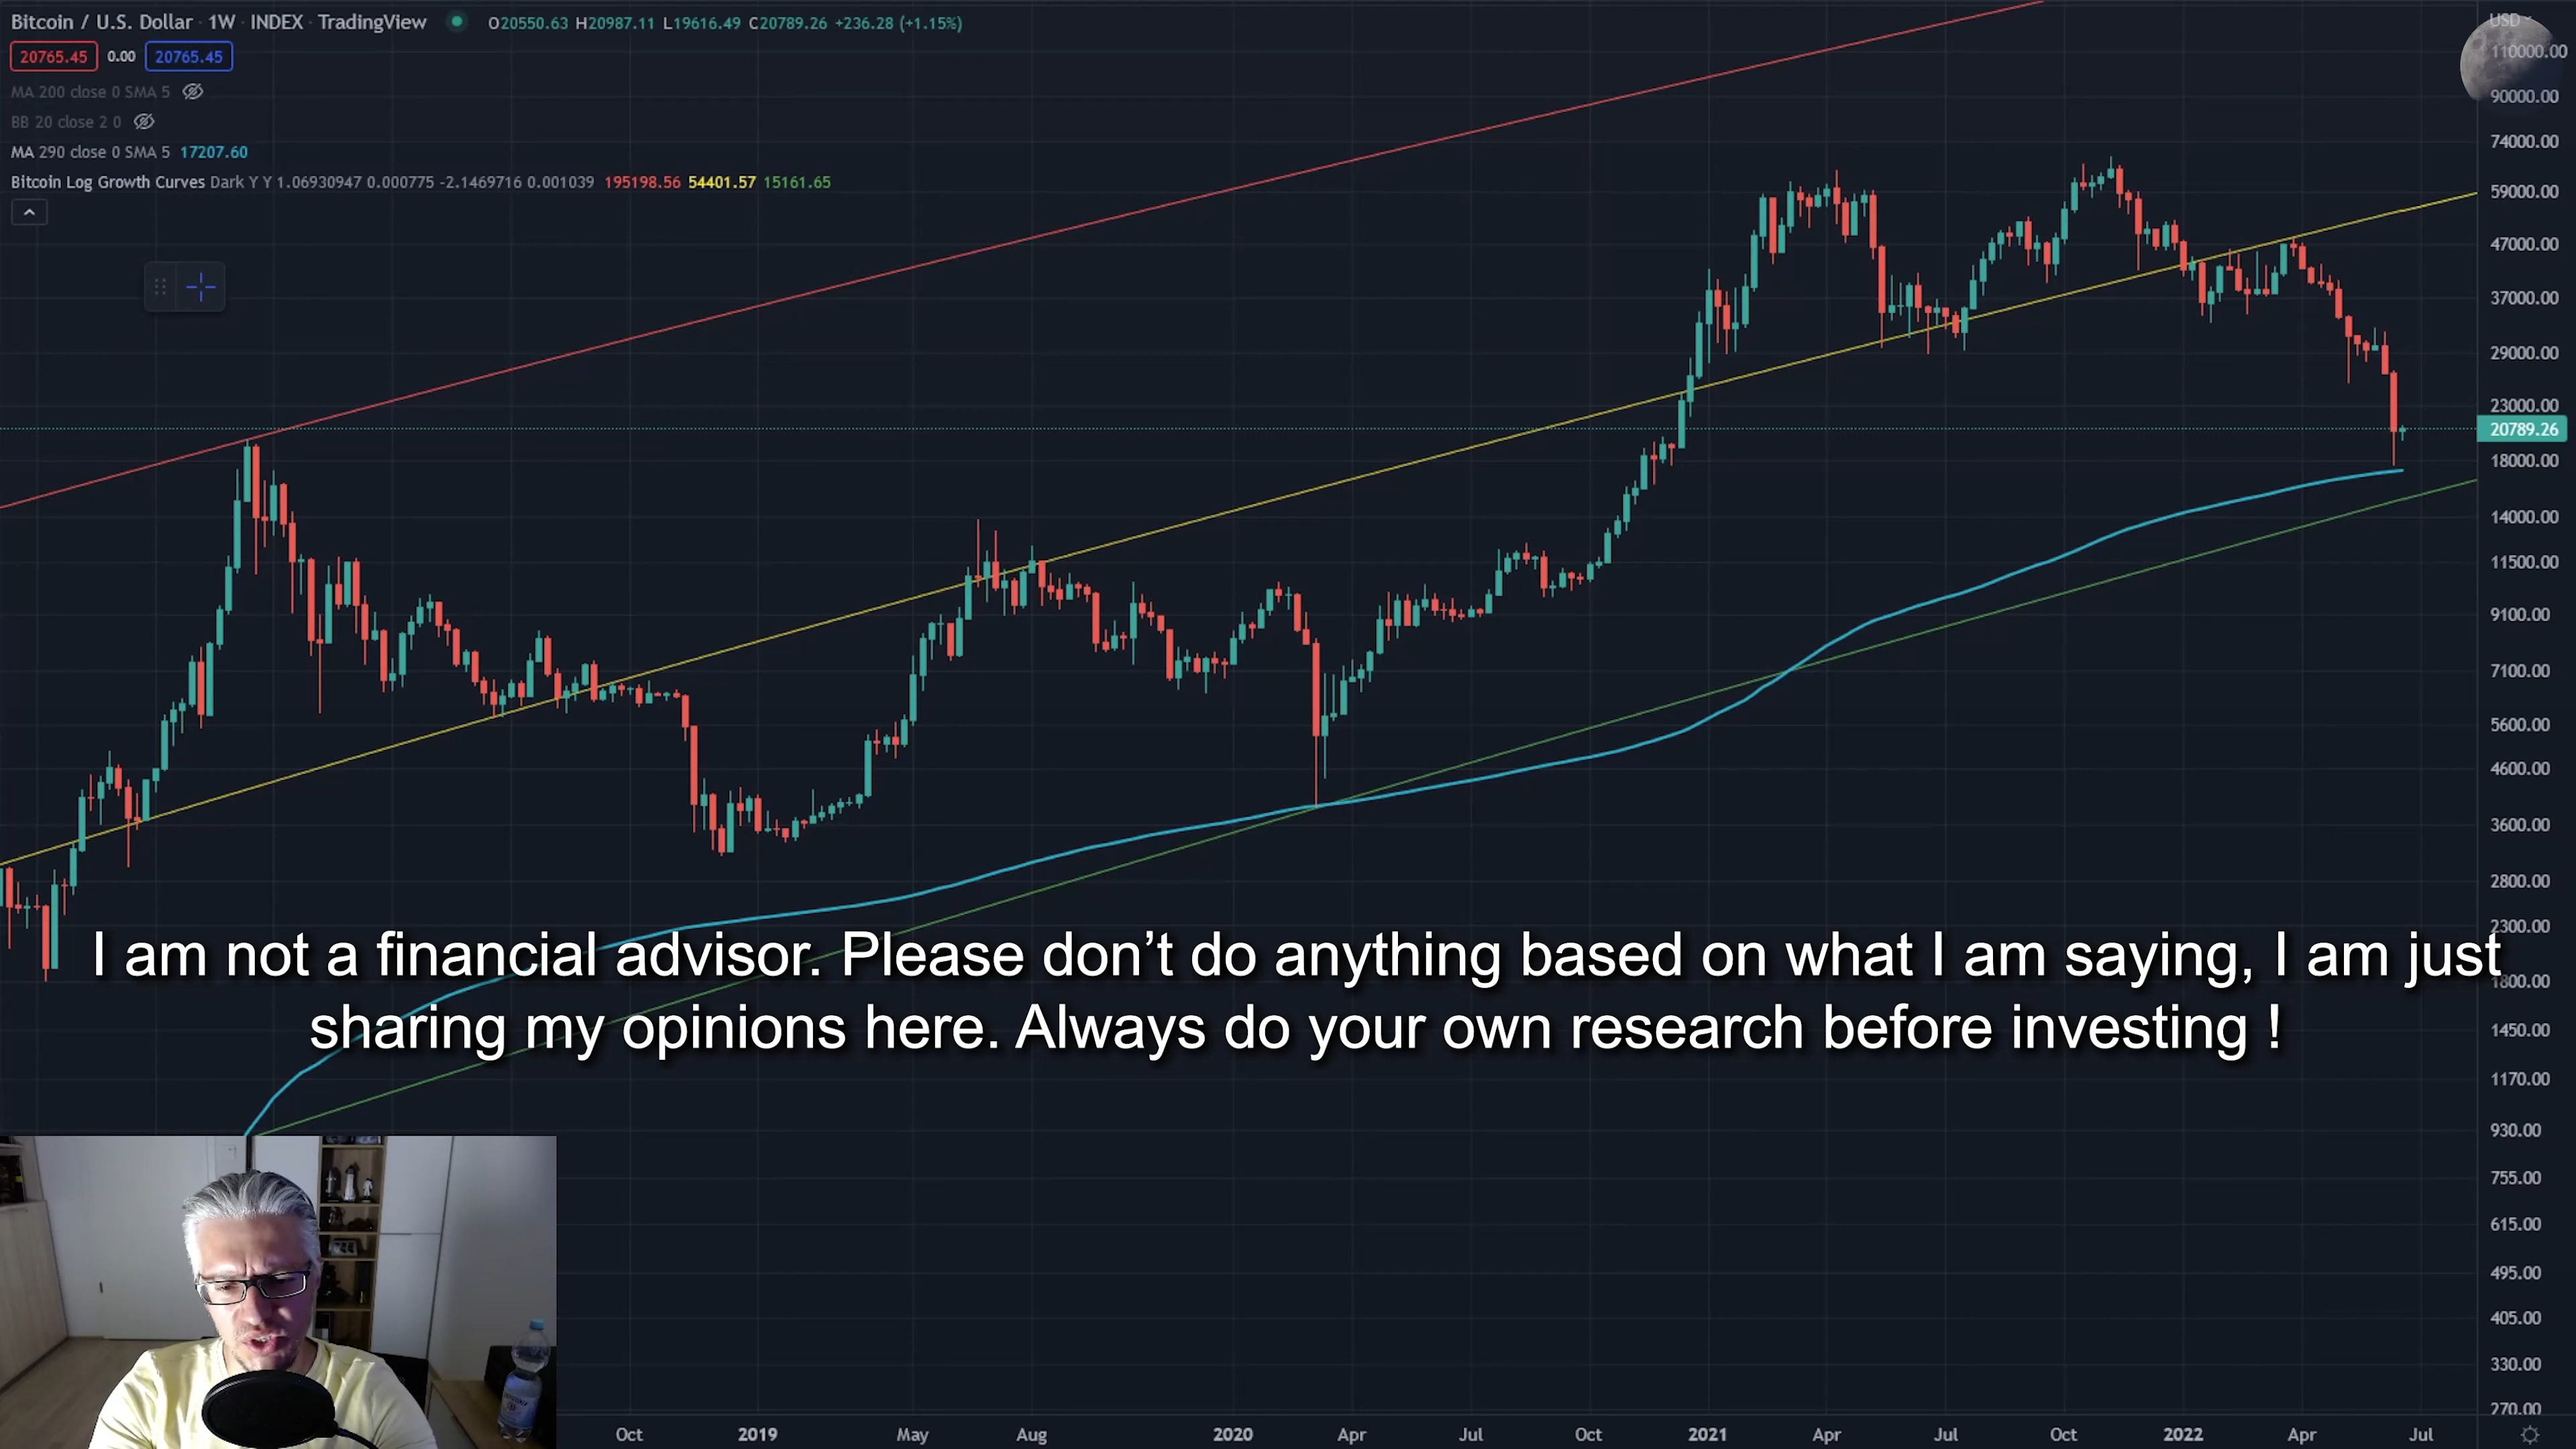 Bitcoin / U.S. Dollar · 1W · INDEX · TradingView O20550.63 H20987.11 L19616.49 C20789.26 +236.28 (+1.15%)
20765.45 0.00 20765.45
MA 200 close 0 SMA 5
BB 20 close 2 0
MA 290 close 0 SMA 5 17207.60
Bitcoin Log Growth Curves Dark Y Y 1.06930947 0.000775 -2.1469716 0.001039 195198.56 54401.57 15161.65
USD
110000.00
90000.00
74000.00
59000.00
47000.00
37000.00
29000.00
23000.00
20789.26
18000.00
14000.00
11500.00
9100.00
7100.00
5600.00
4600.00
3600.00
2800.00
2300.00
1800.00
1450.00
1170.00
930.00
755.00
615.00
495.00
405.00
330.00
270.00
I am not a financial advisor. Please don’t do anything based on what I am saying, I am just
sharing my opinions here. Always do your own research before investing !
Oct 2019 May Aug 2020 Apr Jul Oct 2021 Apr Jul Oct 2022 Apr Jul